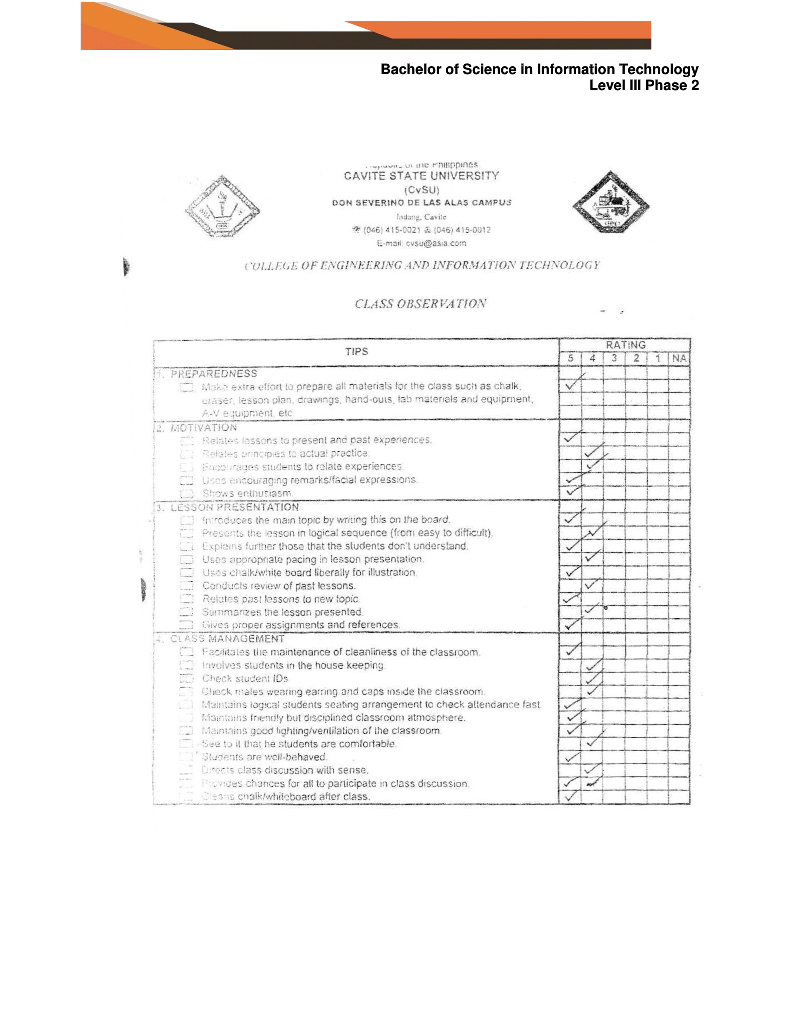 Bachelor of Science in Information Technology
Level III Phase 2
Republic of the Philippines
CAVITE STATE UNIVERSITY
(CvSU)
DON SEVERINO DE LAS ALAS CAMPUS
Indang, Cavite
☏ (046) 415-0021 & (046) 415-0012
E-mail: cvsu@asia.com
COLLEGE OF ENGINEERING AND INFORMATION TECHNOLOGY
CLASS OBSERVATION
TIPS RATING
5 4 3 2 1 NA
1. PREPAREDNESS
Make extra effort to prepare all materials for the class such as chalk,
eraser, lesson plan, drawings, hand-outs, lab materials and equipment,
A-V equipment, etc
2. MOTIVATION
Relates lessons to present and past experiences.
Relates principles to actual practice.
Encourages students to relate experiences
Uses encouraging remarks/facial expressions.
Shows enthusiasm
3. LESSON PRESENTATION
Introduces the main topic by writing this on the board.
Presents the lesson in logical sequence (from easy to difficult).
Explains further those that the students don't understand.
Uses appropriate pacing in lesson presentation.
Uses chalk/white board liberally for illustration.
Conducts review of past lessons.
Relates past lessons to new topic.
Summarizes the lesson presented.
Gives proper assignments and references.
4. CLASS MANAGEMENT
Facilitates the maintenance of cleanliness of the classroom.
Involves students in the house keeping.
Check student IDs
Check males wearing earring and caps inside the classroom.
Maintains logical students seating arrangement to check attendance fast
Maintains friendly but disciplined classroom atmosphere.
Maintains good lighting/ventilation of the classroom.
See to it that he students are comfortable.
Students are well-behaved.
Directs class discussion with sense.
Provides chances for all to participate in class discussion.
Cleans chalk/whiteboard after class.